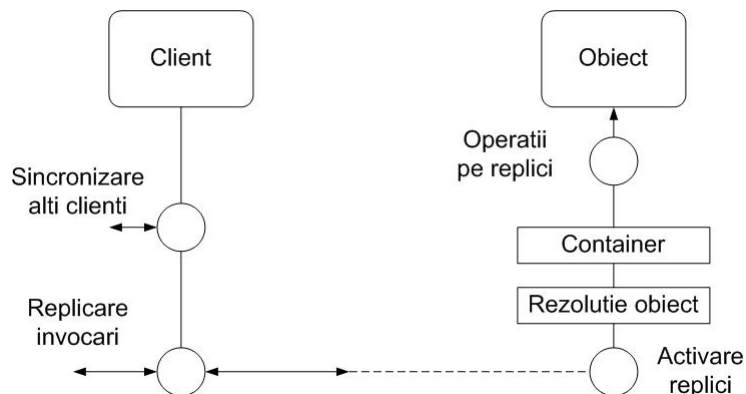 Client
Obiect
Operatii
pe replici
Sincronizare
alti clienti
Container
Replicare
invocari
Rezolutie obiect
Activare
replici